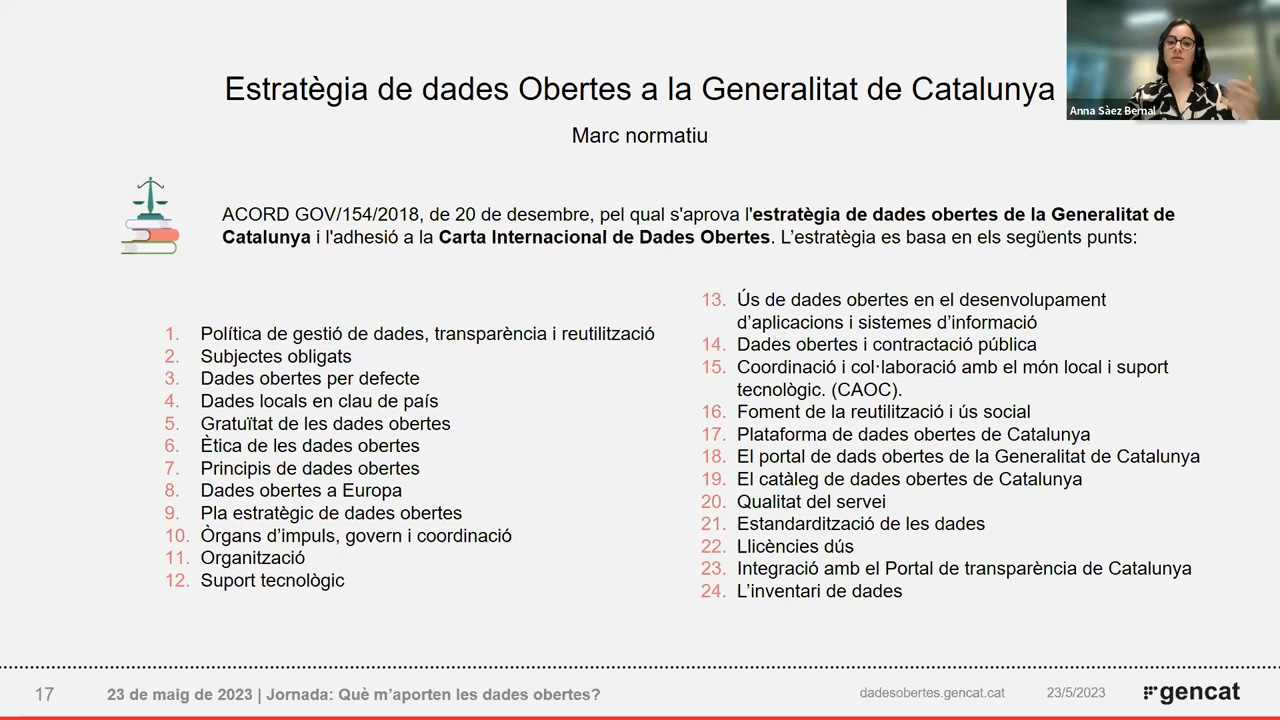 Estratègia de dades Obertes a la Generalitat de Catalunya
Anna Sàez Bernal
Marc normatiu
ACORD GOV/154/2018, de 20 de desembre, pel qual s'aprova l'estratègia de dades obertes de la Generalitat de
Catalunya i l'adhesió a la Carta Internacional de Dades Obertes. L’estratègia es basa en els següents punts:
1. Política de gestió de dades, transparència i reutilització
2. Subjectes obligats
3. Dades obertes per defecte
4. Dades locals en clau de país
5. Gratuïtat de les dades obertes
6. Ètica de les dades obertes
7. Principis de dades obertes
8. Dades obertes a Europa
9. Pla estratègic de dades obertes
10. Òrgans d’impuls, govern i coordinació
11. Organització
12. Suport tecnològic
13. Ús de dades obertes en el desenvolupament
d’aplicacions i sistemes d’informació
14. Dades obertes i contractació pública
15. Coordinació i col·laboració amb el món local i suport
tecnològic. (CAOC).
16. Foment de la reutilització i ús social
17. Plataforma de dades obertes de Catalunya
18. El portal de dads obertes de la Generalitat de Catalunya
19. El catàleg de dades obertes de Catalunya
20. Qualitat del servei
21. Estandardització de les dades
22. Llicències dús
23. Integració amb el Portal de transparència de Catalunya
24. L’inventari de dades
17
23 de maig de 2023 | Jornada: Què m’aporten les dades obertes?
dadesobertes.gencat.cat
23/5/2023
gencat